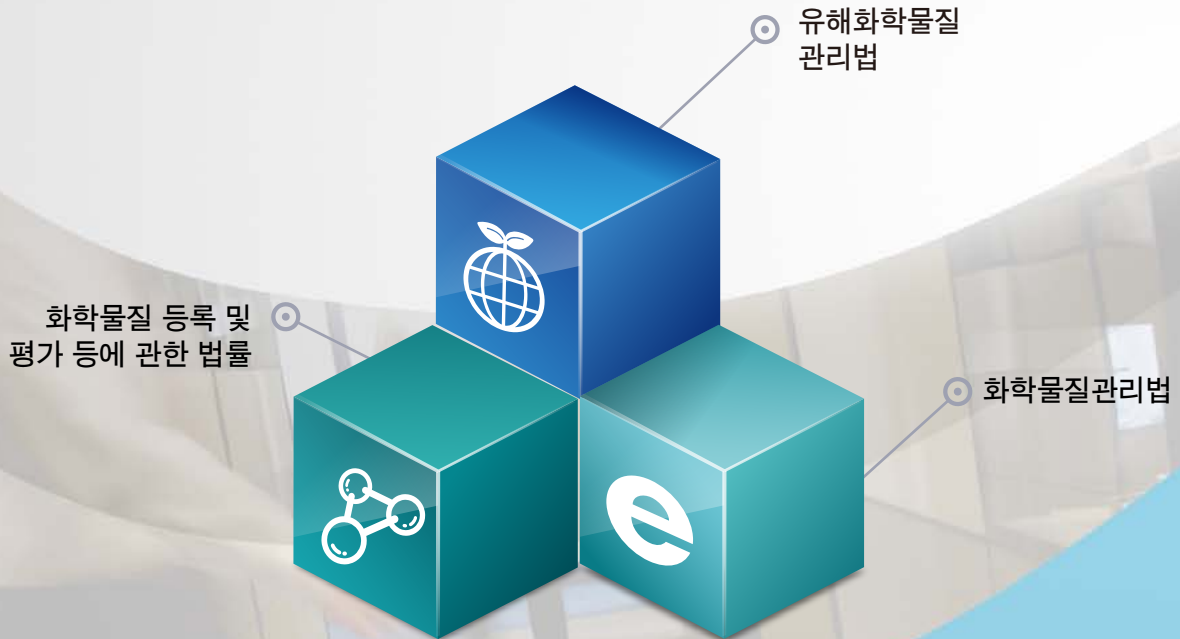 유해화학물질
관리법
화학물질 등록 및
평가 등에 관한 법률
화학물질관리법
e